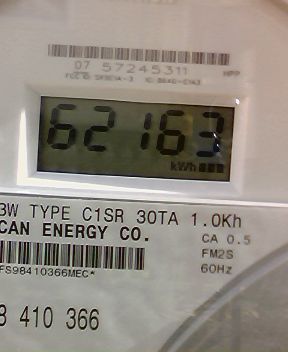 07 57245311
62163
kWh
3W TYPE C1SR 30TA 1.0Kh
CAN ENERGY CO.
CA 0.5
FM2S
60Hz
FS98410366MEC*
8 410 366